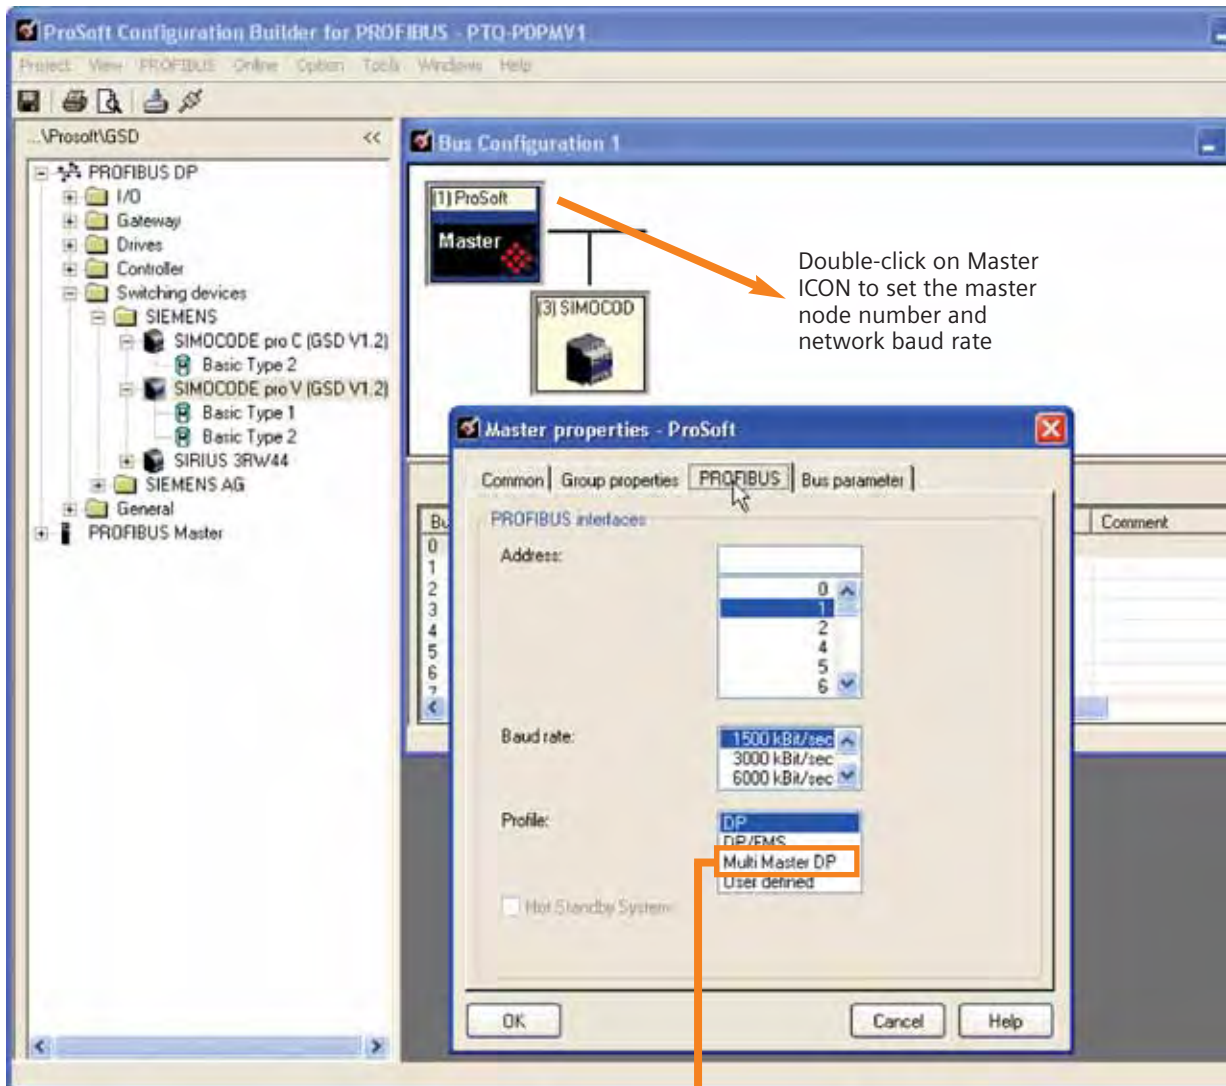 ProSoft Configuration Builder for PROFIBUS - PTQ-PDPMV1
Project View PROFIBUS Online Option Tools Windows Help
...\Prosoft\GSD <<
PROFIBUS DP
I/O
Gateway
Drives
Controller
Switching devices
SIEMENS
SIMOCODE pro C (GSD V1.2)
Basic Type 2
SIMOCODE pro V (GSD V1.2)
Basic Type 1
Basic Type 2
SIRIUS 3RW44
SIEMENS AG
General
PROFIBUS Master
Bus Configuration 1
(1) ProSoft
Master
(3) SIMOCOD
Double-click on Master
ICON to set the master
node number and
network baud rate
Bu
Comment
0
1
2
3
4
5
6
7
Master properties - ProSoft
Common Group properties PROFIBUS Bus parameter
PROFIBUS interfaces
Address:
0
1
2
4
5
6
Baud rate:
1500 kBit/sec
3000 kBit/sec
6000 kBit/sec
Profile:
DP
DP/FMS
Multi Master DP
User defined
Hot Standby System
OK Cancel Help